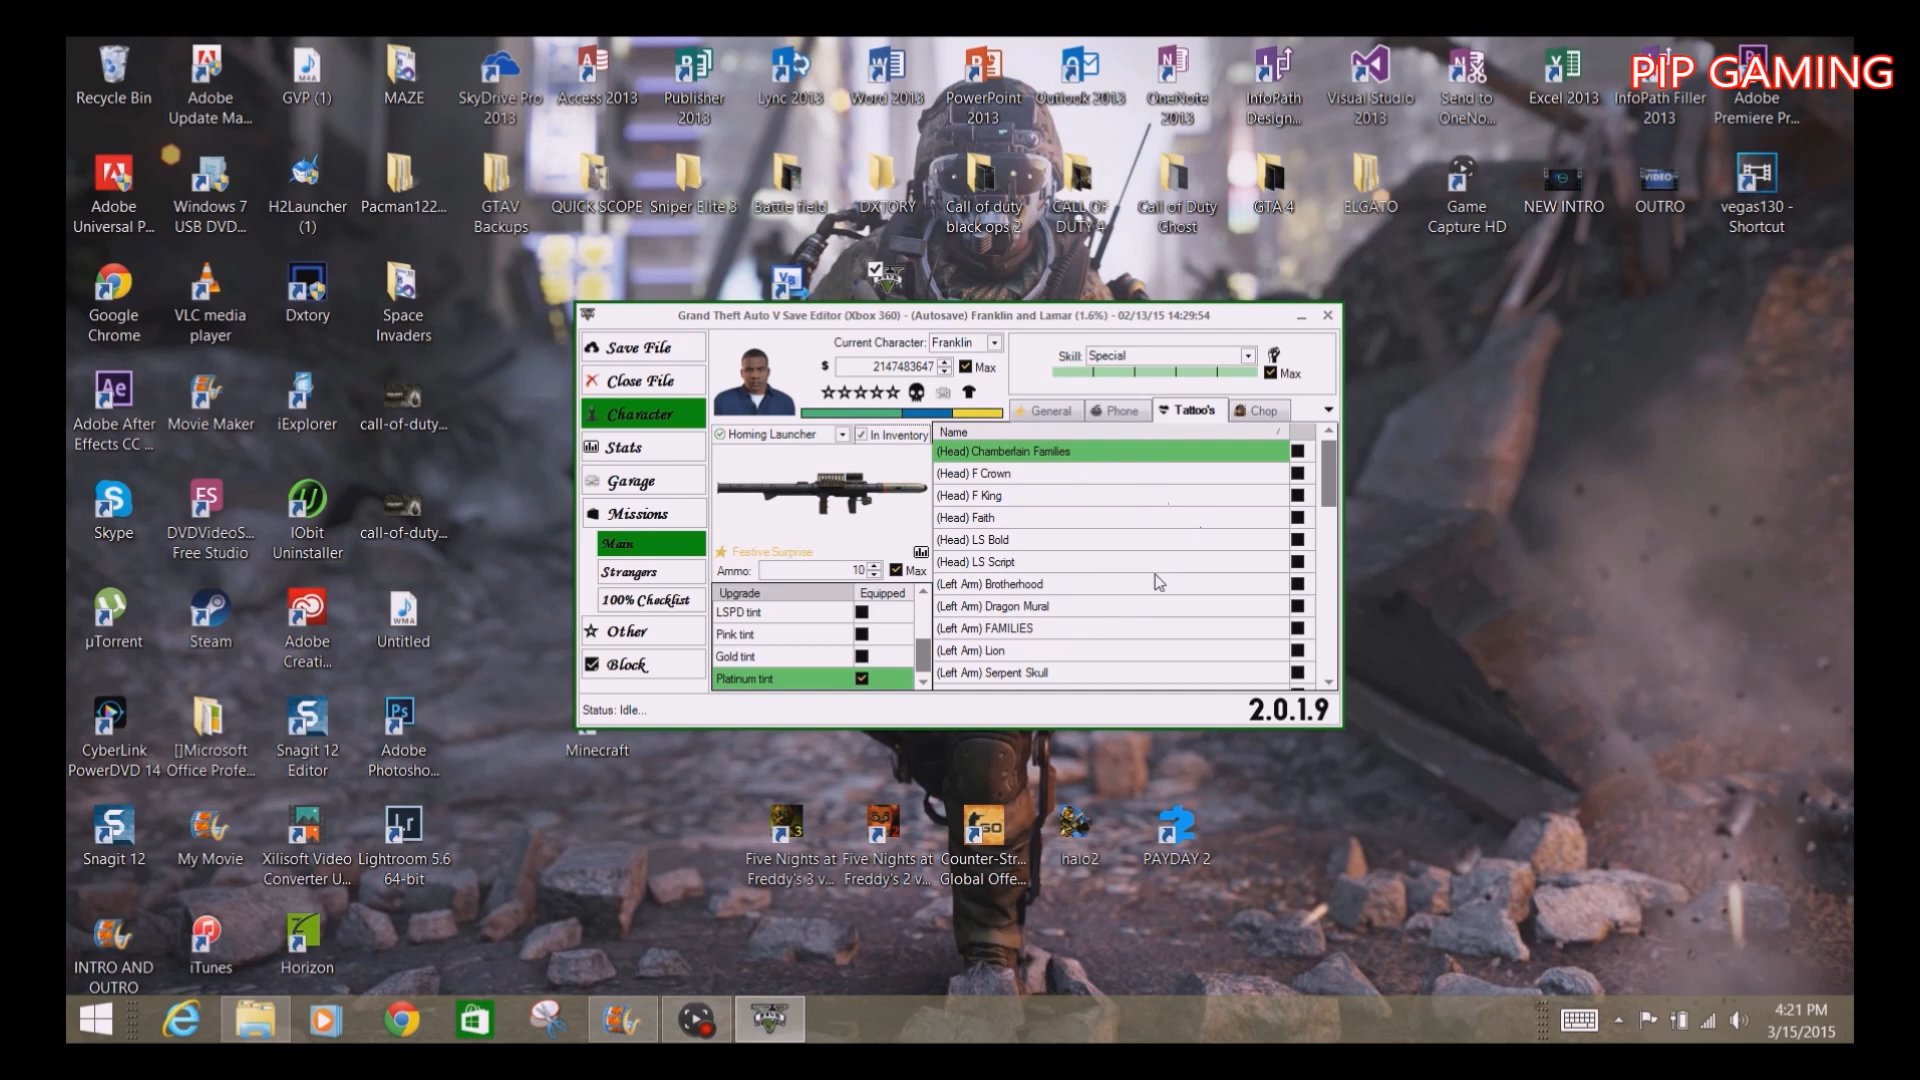 PIP GAMING
Recycle Bin
Adobe
Update Ma...
GVP (1)
MAZE
SkyDrive Pro
2013
Access 2013
Publisher
2013
Lync 2013
Word 2013
PowerPoint
2013
Outlook 2013
OneNote
2013
InfoPath
Design...
Visual Studio
2013
Send to
OneNo...
Excel 2013
InfoPath Filler
2013
Adobe
Premiere Pr...
Adobe
Universal P...
Windows 7
USB DVD...
H2Launcher
(1)
Pacman122...
GTAV
Backups
QUICK SCOPE
Sniper Elite 3
Battle field
DXTORY
Call of duty
black ops 2
CALL OF
DUTY 4
Call of Duty
Ghost
GTA 4
ELGATO
Game
Capture HD
NEW INTRO
OUTRO
vegas130 -
Shortcut
Google
Chrome
VLC media
player
Dxtory
Space
Invaders
Adobe After
Effects CC ...
Movie Maker
iExplorer
call-of-duty...
Skype
DVDVideoS...
Free Studio
IObit
Uninstaller
call-of-duty...
µTorrent
Steam
Adobe
Creati...
Untitled
CyberLink
PowerDVD 14
[]Microsoft
Office Profe...
Snagit 12
Editor
Adobe
Photosho...
Minecraft
Snagit 12
My Movie
Xilisoft Video
Converter U...
Lightroom 5.6
64-bit
Five Nights at
Freddy's 3 v...
Five Nights at
Freddy's 2 v...
Counter-Str...
Global Offe...
halo2
PAYDAY 2
INTRO AND
OUTRO
iTunes
Horizon
Grand Theft Auto V Save Editor (Xbox 360) - (Autosave) Franklin and Lamar (1.6%) - 02/13/15 14:29:54
Save File
Close File
Character
Stats
Garage
Missions
Main
Strangers
100% Checklist
Other
Block
Current Character: Franklin
$ 2147483647 Max
Skill: Special
Max
General
Phone
Tattoo's
Chop
Homing Launcher
In Inventory
Festive Surprise
Ammo: 10 Max
Upgrade Equipped
LSPD tint
Pink tint
Gold tint
Platinum tint
Name
(Head) Chamberlain Families
(Head) F Crown
(Head) F King
(Head) Faith
(Head) LS Bold
(Head) LS Script
(Left Arm) Brotherhood
(Left Arm) Dragon Mural
(Left Arm) FAMILIES
(Left Arm) Lion
(Left Arm) Serpent Skull
Status: Idle...
2.0.1.9
4:21 PM
3/15/2015